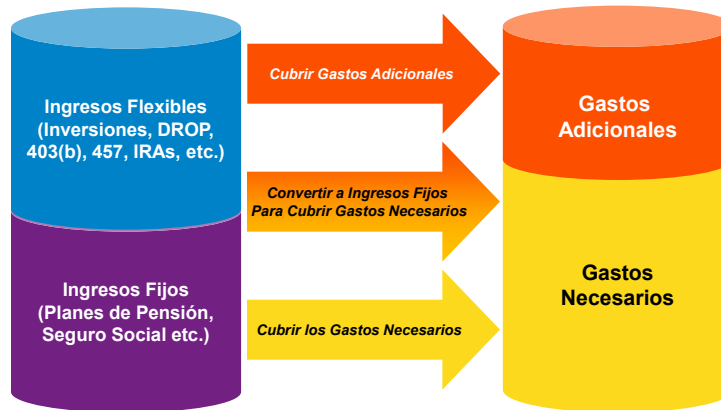 Ingresos Flexibles
(Inversiones, DROP,
403(b), 457, IRAs, etc.)
Ingresos Fijos
(Planes de Pensión,
Seguro Social etc.)
Cubrir Gastos Adicionales
Convertir a Ingresos Fijos
Para Cubrir Gastos Necesarios
Cubrir los Gastos Necesarios
Gastos
Adicionales
Gastos
Necesarios